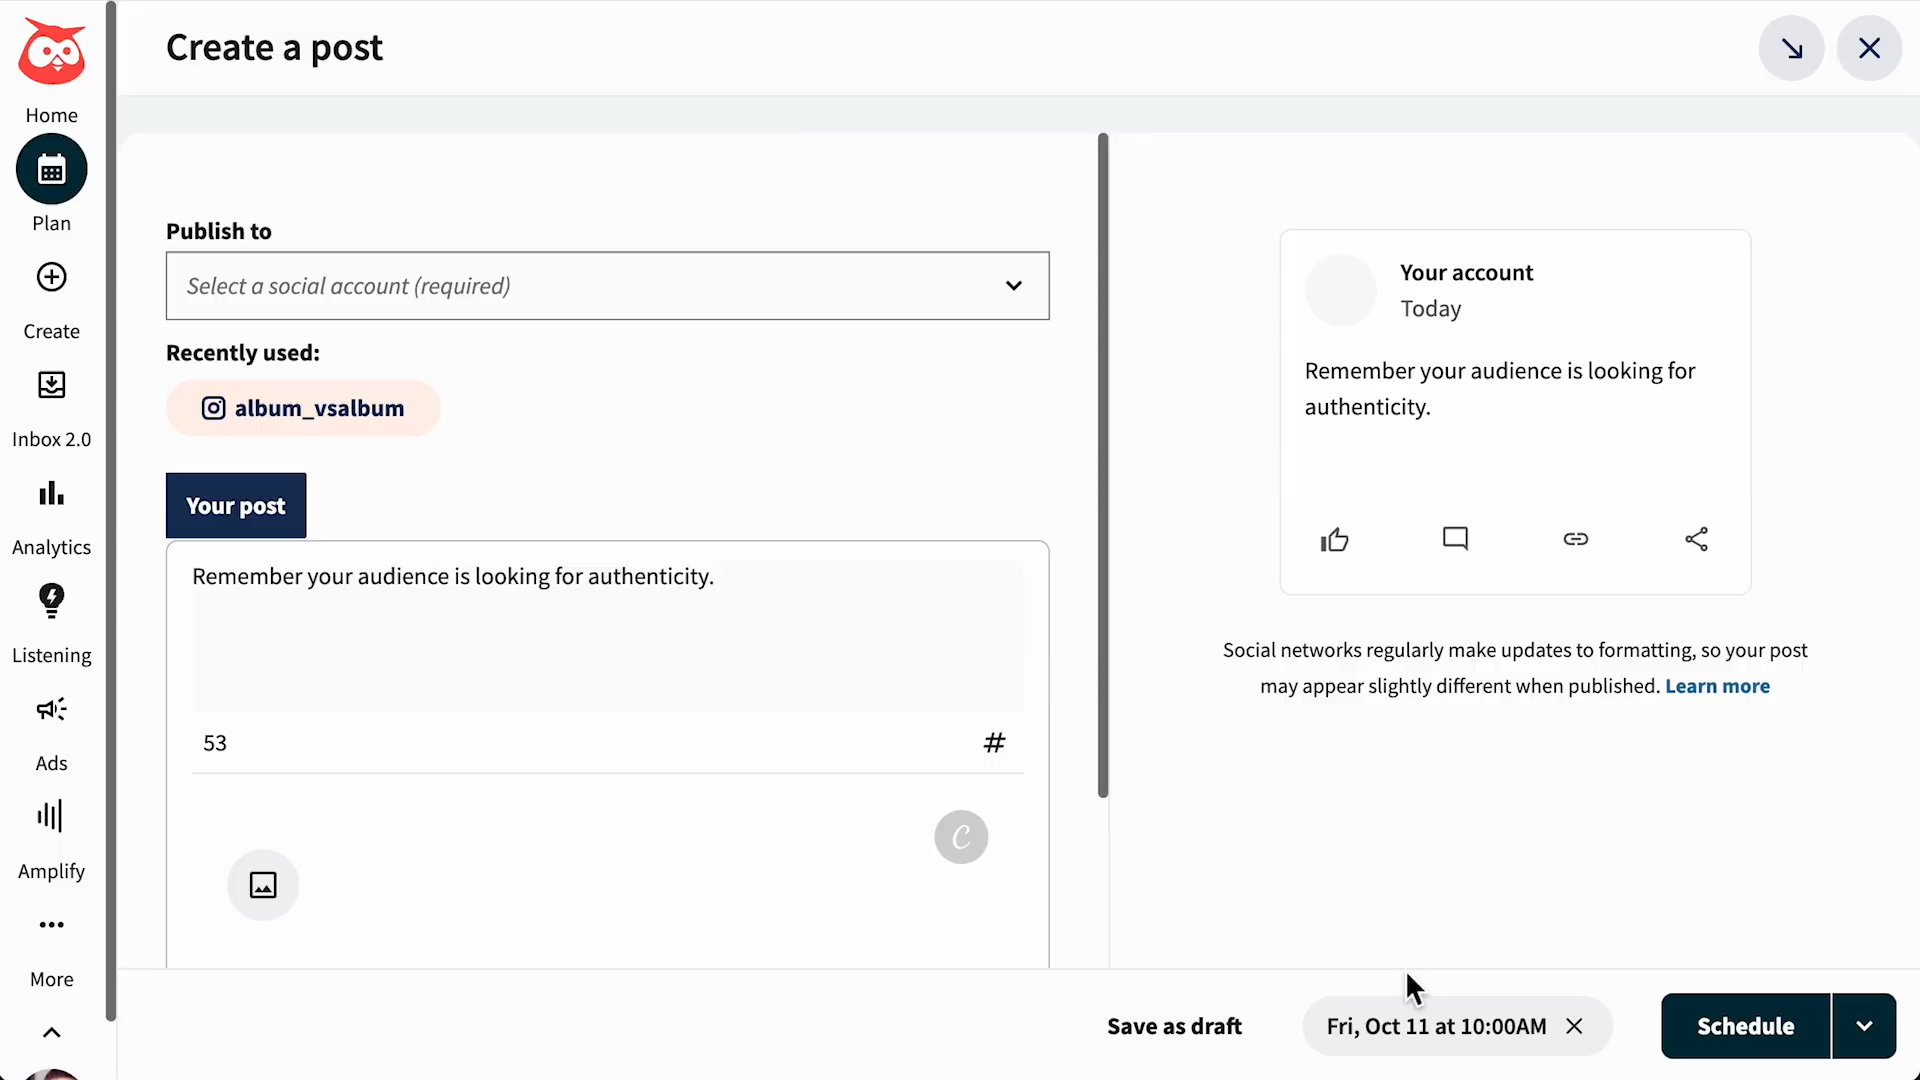 Create a post
Home
Plan
Create
Inbox 2.0
Analytics
Listening
Ads
Amplify
More
Publish to
Select a social account (required)
Recently used:
album_vsalbum
Your post
Remember your audience is looking for authenticity.
53
#
C
Your account
Today
Remember your audience is looking for
authenticity.
Social networks regularly make updates to formatting, so your post
may appear slightly different when published. Learn more
Save as draft
Fri, Oct 11 at 10:00AM
Schedule